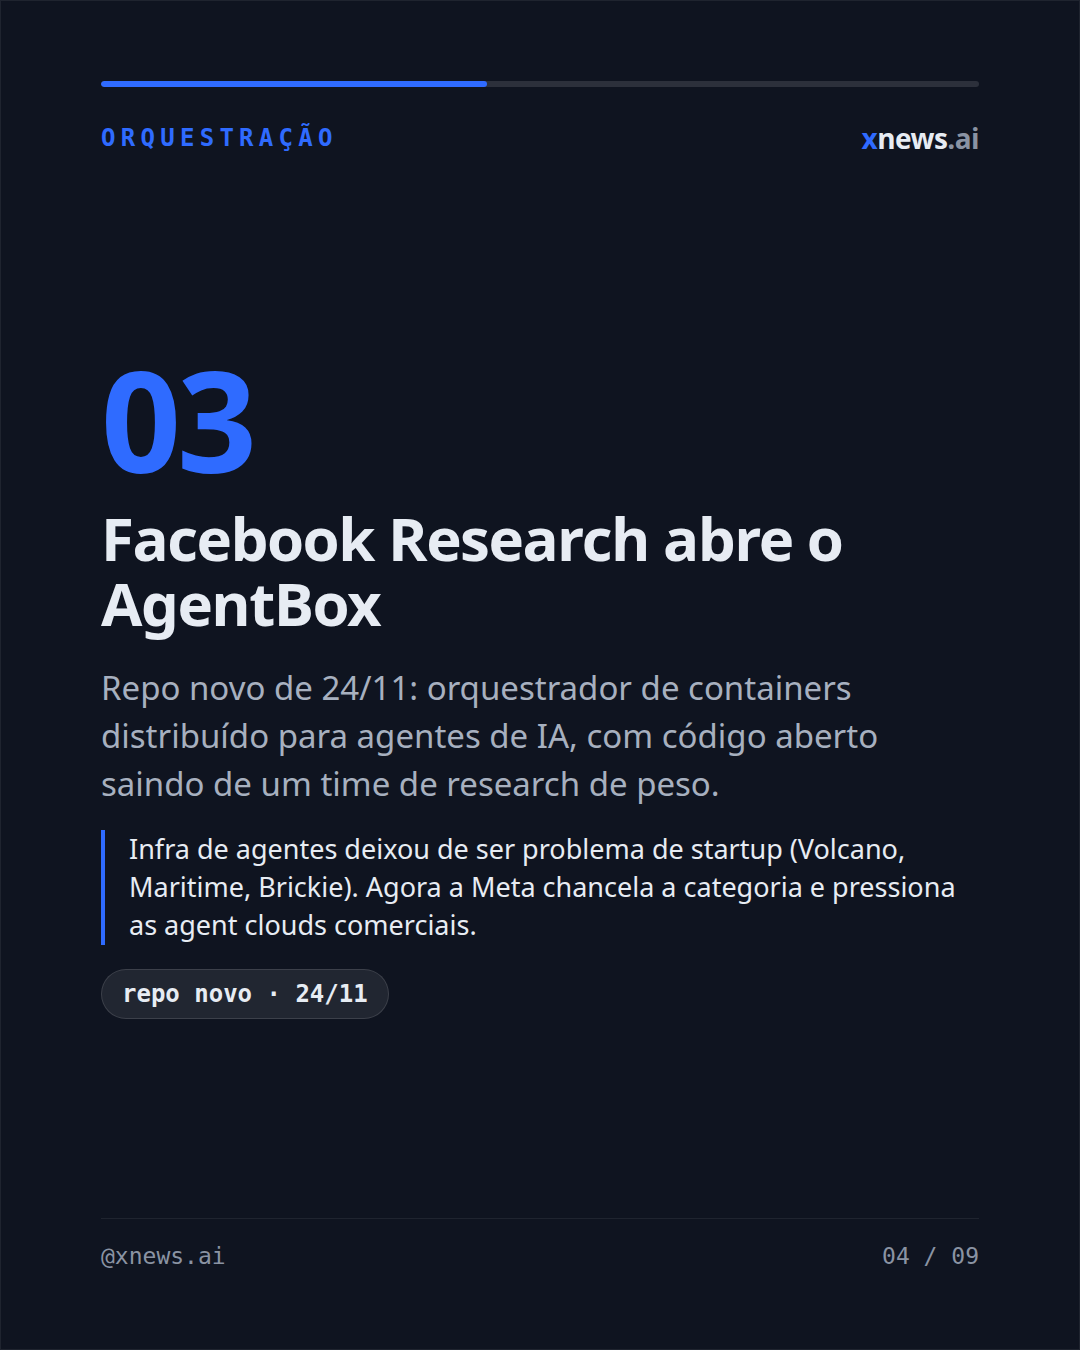 ORQUESTRAÇÃO
xnews.ai
03
Facebook Research abre o
AgentBox
Repo novo de 24/11: orquestrador de containers
distribuído para agentes de IA, com código aberto
saindo de um time de research de peso.
Infra de agentes deixou de ser problema de startup (Volcano,
Maritime, Brickie). Agora a Meta chancela a categoria e pressiona
as agent clouds comerciais.
repo novo · 24/11
@xnews.ai
04 / 09